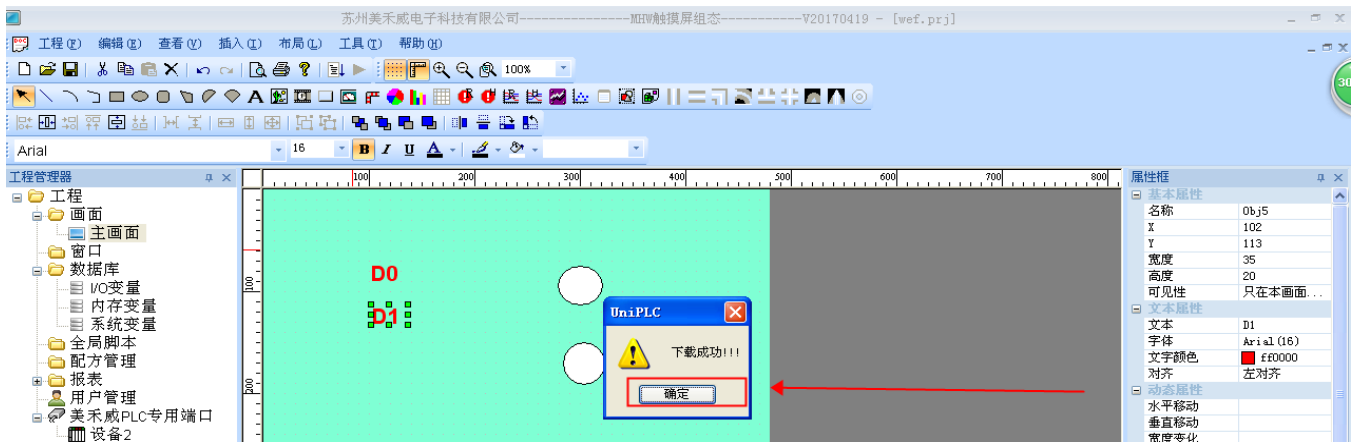 苏州美禾威电子科技有限公司---------------MHW触摸屏组态-----------V20170419 - [wef.prj]
工程(F) 编辑(E) 查看(V) 插入(I) 布局(L) 工具(T) 帮助(H)
30
100%
Arial 16 B I U A
工程管理器
工程
画面
主画面
窗口
数据库
I/O变量
内存变量
系统变量
全局脚本
配方管理
报表
用户管理
美禾威PLC专用端口
设备2
100 200 300 400 500 600 700 800
100
200
D0
D1
UniPLC
下载成功!!!
确定
属性框
基本属性
名称 Obj5
X 102
Y 113
宽度 35
高度 20
可见性 只在本画面...
文本属性
文本 D1
字体 Arial(16)
文字颜色 ff0000
对齐 左对齐
动态属性
水平移动
垂直移动
宽度变化